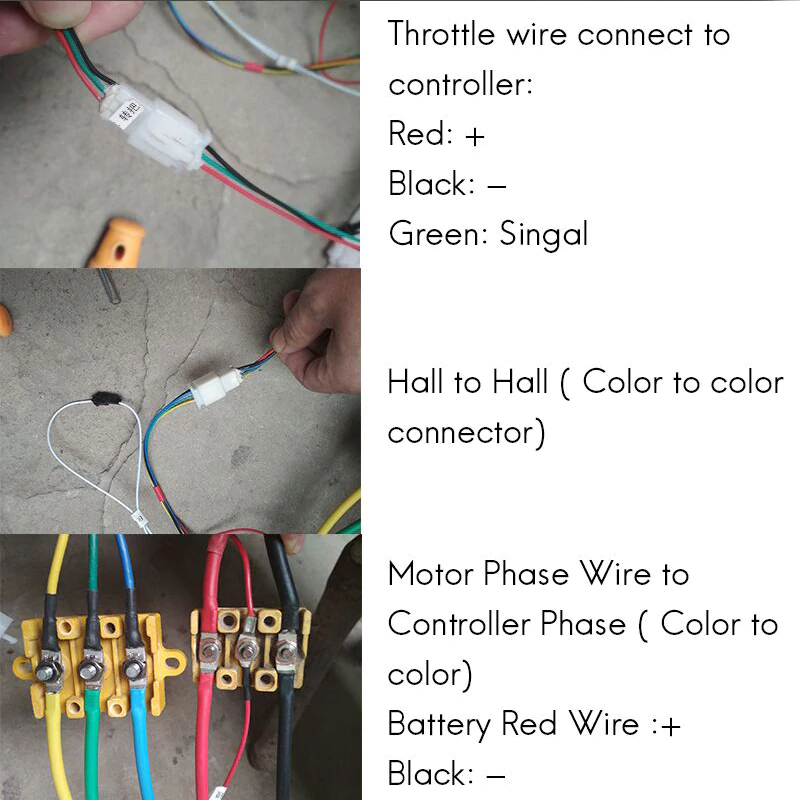 Throttle wire connect to
controller:
Red: +
Black: –
Green: Singal
转把
Hall to Hall ( Color to color
connector)
Motor Phase Wire to
Controller Phase ( Color to
color)
Battery Red Wire :+
Black: –